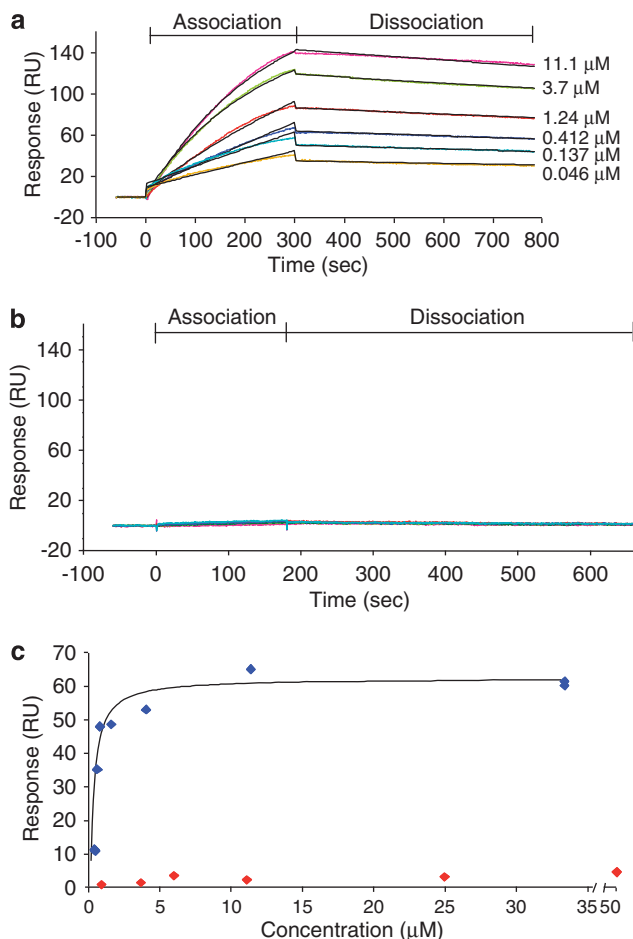 a
Association Dissociation
Response (RU)
140
100
60
20
-20
-100 0 100 200 300 400 500 600 700 800
Time (sec)
11.1 µM
3.7 µM
1.24 µM
0.412 µM
0.137 µM
0.046 µM
b
Association Dissociation
Response (RU)
140
100
60
20
-20
-100 0 100 200 300 400 500 600
Time (sec)
c
Response (RU)
70
60
50
40
30
20
10
0
0 5 10 15 20 25 30 35 50
Concentration (µM)